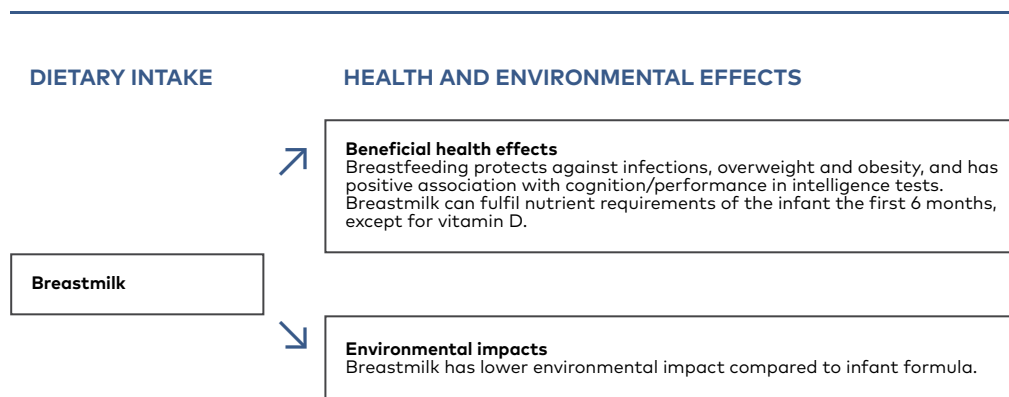 DIETARY INTAKE
HEALTH AND ENVIRONMENTAL EFFECTS
Beneficial health effects
Breastfeeding protects against infections, overweight and obesity, and has
positive association with cognition/performance in intelligence tests.
Breastmilk can fulfil nutrient requirements of the infant the first 6 months,
except for vitamin D.
Breastmilk
Environmental impacts
Breastmilk has lower environmental impact compared to infant formula.